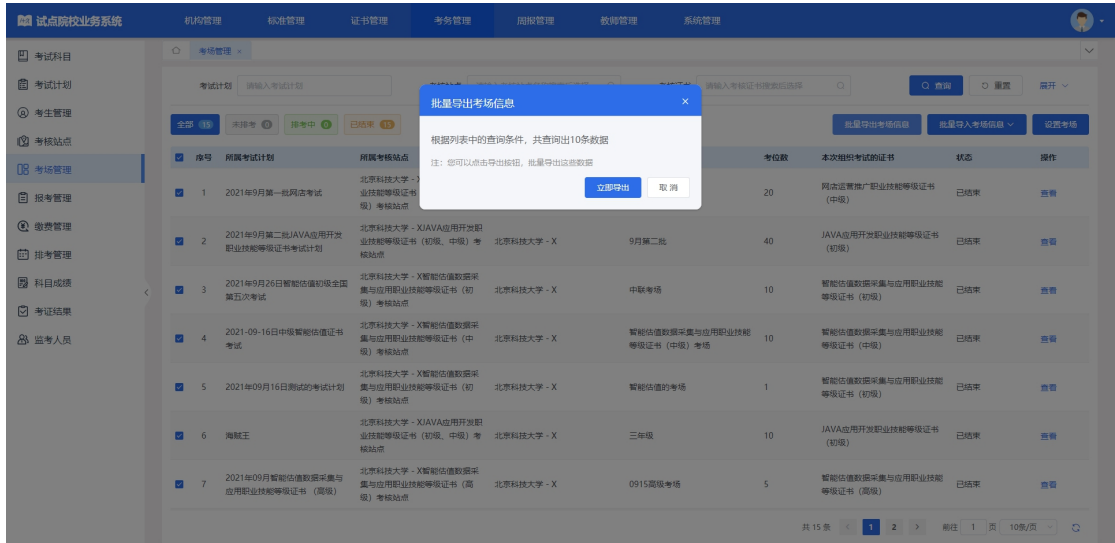 试点院校业务系统
机构管理
标准管理
证书管理
考务管理
周报管理
教师管理
系统管理
考试科目
考试计划
考生管理
考核站点
考场管理
报考管理
缴费管理
排考管理
科目成绩
考证结果
监考人员
考场管理 ×
考试计划 请输入考试计划
查询 重置 展开
全部 15 未排考 0 排考中 0 已结束 15
批量导出考场信息 批量导入考场信息 设置考场
批量导出考场信息 ×
根据列表中的查询条件，共查询出10条数据
注：您可以点击导出按钮，批量导出这些数据
立即导出 取消
序号 所属考试计划 所属考核站点 考位数 本次组织考试的证书 状态 操作
1 2021年9月第一批网店考试
北京科技大学 - X
业技能等级证书
级）考核站点
20
网店运营推广职业技能等级证书
（中级）
已结束 查看
2
2021年9月第二批JAVA应用开发
职业技能等级证书考试计划
北京科技大学 - XJAVA应用开发职
业技能等级证书（初级、中级）考
核站点
北京科技大学 - X 9月第二批 40
JAVA应用开发职业技能等级证书
（初级）
已结束 查看
3
2021年9月26日智能估值初级全国
第五次考试
北京科技大学 - X智能估值数据采
集与应用职业技能等级证书（初
级）考核站点
北京科技大学 - X 中联考场 10
智能估值数据采集与应用职业技能
等级证书（初级）
已结束 查看
4
2021-09-16日中级智能估值证书
考试
北京科技大学 - X智能估值数据采
集与应用职业技能等级证书（中
级）考核站点
北京科技大学 - X
智能估值数据采集与应用职业技能
等级证书（中级）考场
10
智能估值数据采集与应用职业技能
等级证书（中级）
已结束 查看
5 2021年09月16日测试的考试计划
北京科技大学 - X智能估值数据采
集与应用职业技能等级证书（初
级）考核站点
北京科技大学 - X 智能估值的考场 1
智能估值数据采集与应用职业技能
等级证书（初级）
已结束 查看
6 海贼王
北京科技大学 - XJAVA应用开发职
业技能等级证书（初级、中级）考
核站点
北京科技大学 - X 三年级 10
JAVA应用开发职业技能等级证书
（初级）
已结束 查看
7
2021年09月智能估值数据采集与
应用职业技能等级证书 （高级）
北京科技大学 - X智能估值数据采
集与应用职业技能等级证书（高
级）考核站点
北京科技大学 - X 0915高级考场 5
智能估值数据采集与应用职业技能
等级证书（高级）
已结束 查看
共 15 条 < 1 2 > 前往 1 页 10条/页